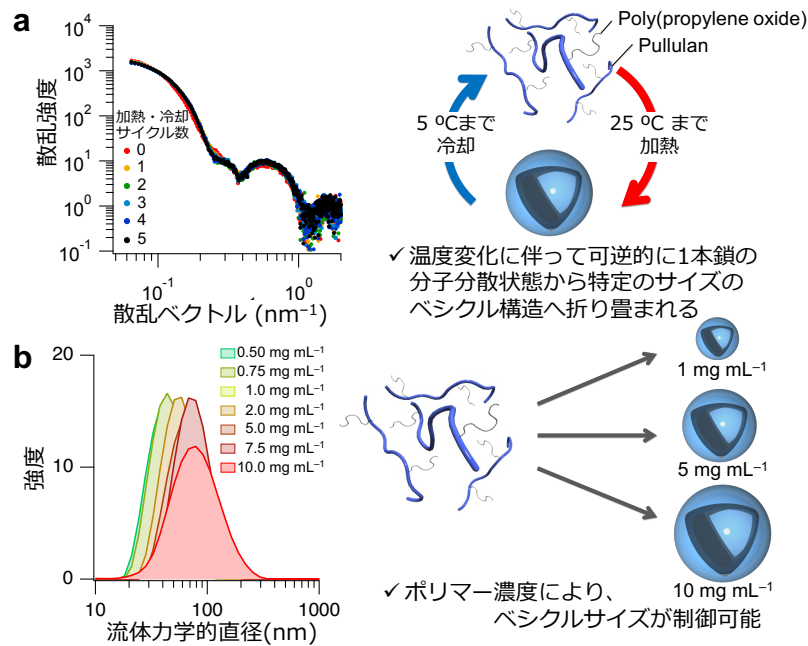 a
散乱強度
10⁴
10³
10²
10¹
10⁰
10⁻¹
加熱・冷却
サイクル数
0
1
2
3
4
5
10⁻¹
10⁰
散乱ベクトル (nm⁻¹)
Poly(propylene oxide)
Pullulan
5 ºCまで
冷却
25 ºC まで
加熱
✓ 温度変化に伴って可逆的に1本鎖の
分子分散状態から特定のサイズの
ベシクル構造へ折り畳まれる
b
強度
20
10
0
10
100
1000
流体力学的直径(nm)
0.50 mg mL⁻¹
0.75 mg mL⁻¹
1.0 mg mL⁻¹
2.0 mg mL⁻¹
5.0 mg mL⁻¹
7.5 mg mL⁻¹
10.0 mg mL⁻¹
1 mg mL⁻¹
5 mg mL⁻¹
10 mg mL⁻¹
✓ ポリマー濃度により、
ベシクルサイズが制御可能